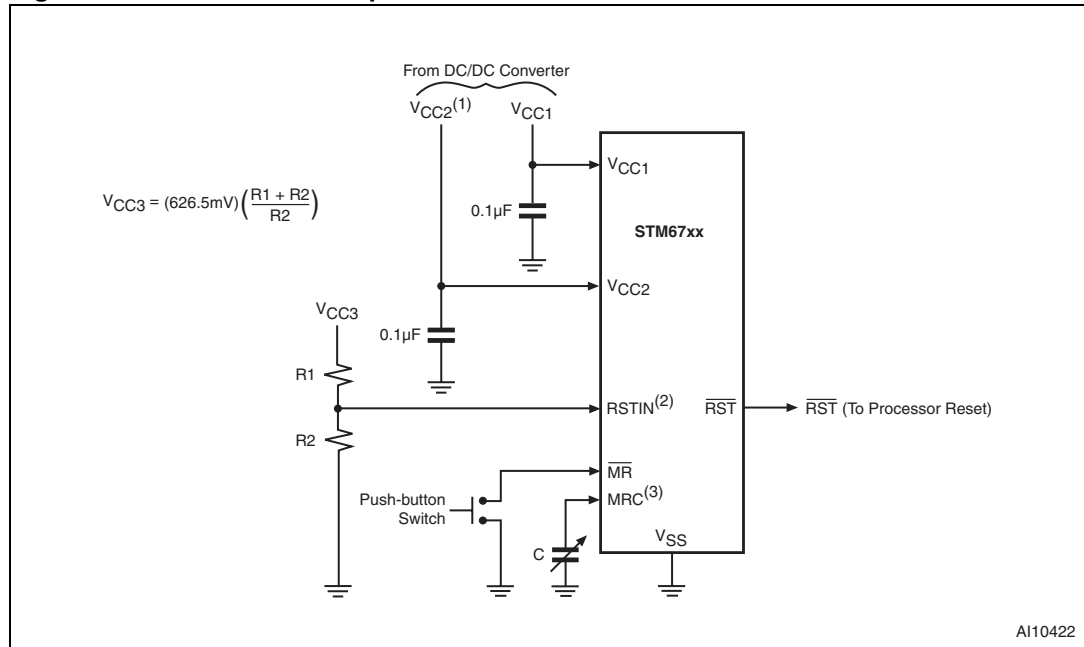 From DC/DC Converter
VCC2(1)
VCC1
VCC1
0.1µF
STM67xx
VCC3 = (626.5mV)(R1 + R2 / R2)
VCC2
VCC3
0.1µF
R1
RSTIN(2)
RST
RST (To Processor Reset)
R2
MR
Push-button
Switch
MRC(3)
VSS
C
AI10422